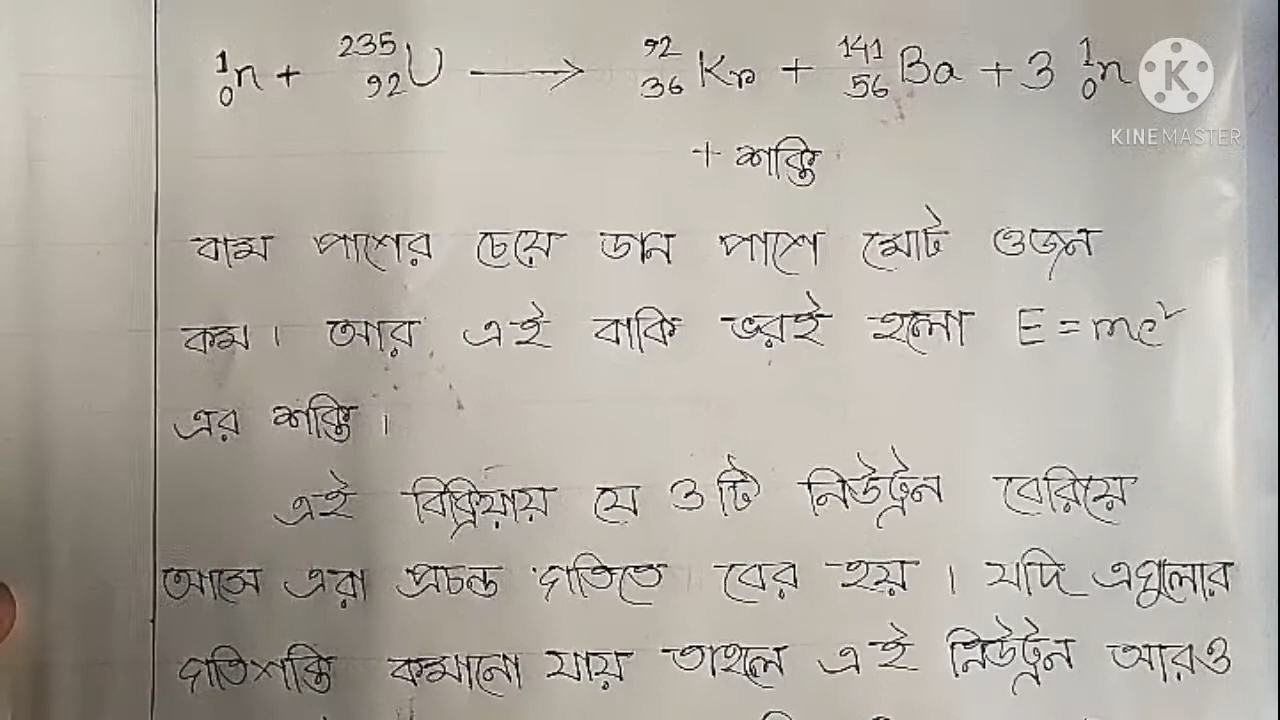 ¹₀n + ²³⁵₉₂U ⟶ ⁹²₃₆Kr + ¹⁴¹₅₆Ba + 3 ¹₀n
+ শক্তি
KINEMASTER
বাম পাশের চেয়ে ডান পাশে মোট ওজন
কম। আর এই বাকি ভরই হলো E = mc²
এর শক্তি।
এই বিক্রিয়ায় যে ৩টি নিউট্রন বেরিয়ে
আসে এরা প্রচন্ড গতিতে বের হয়। যদি এগুলোর
গতিশক্তি কমানো যায় তাহলে এই নিউট্রন আরও